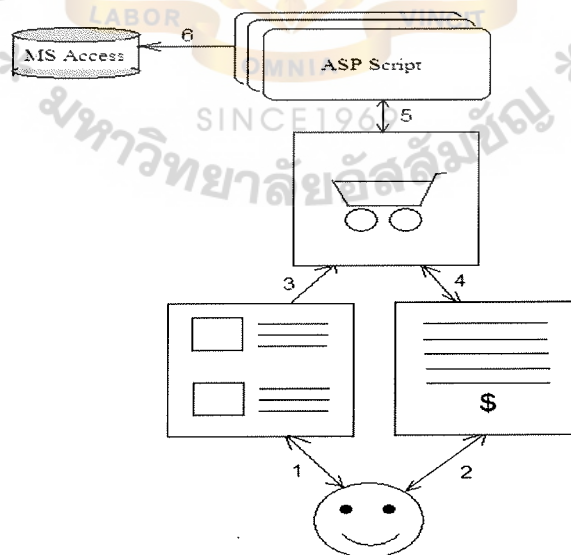 LABOR
VINCIT
6
MS Access
ASP Script
OMNIA
5
SINCE1969
มหาวิทยาลัยอัสสัมชัญ
3
4
$
1
2